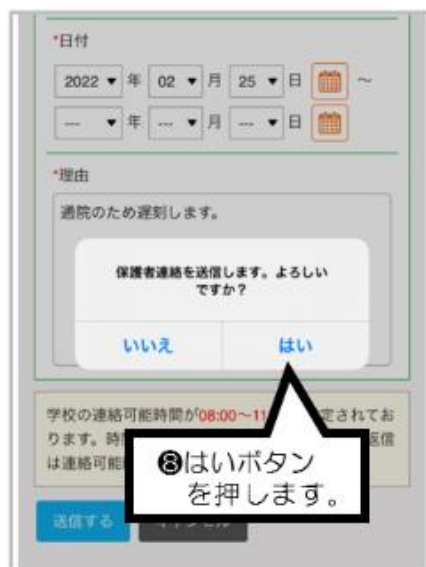 *日付
2022 ▼ 年 02 ▼ 月 25 ▼ 日 ～
--- ▼ 年 --- ▼ 月 --- ▼ 日
*理由
通院のため遅刻します。
保護者連絡を送信します。よろしい
ですか？
いいえ はい
学校の連絡可能時間が08:00～11 定されてお
ります。時 返信
は連絡可能
❽はいボタン
を押します。
送信する